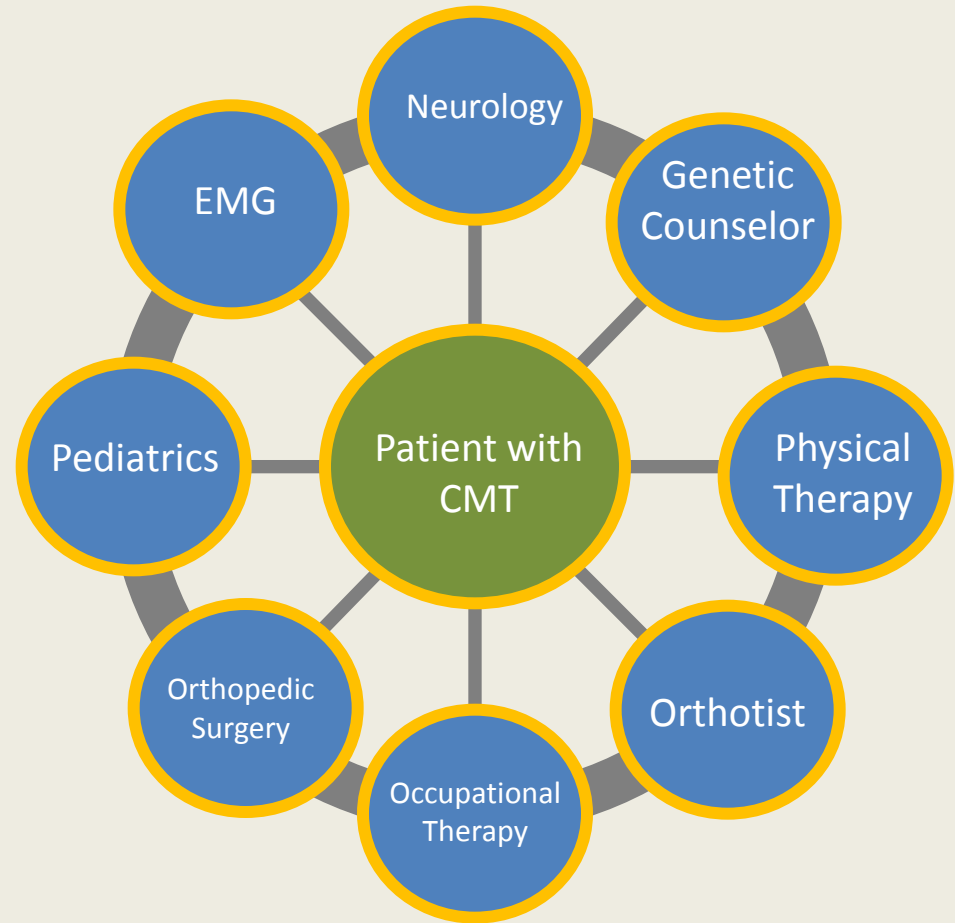 Neurology
Genetic
Counselor
Physical
Therapy
Orthotist
Occupational
Therapy
Orthopedic
Surgery
Pediatrics
EMG
Patient with
CMT